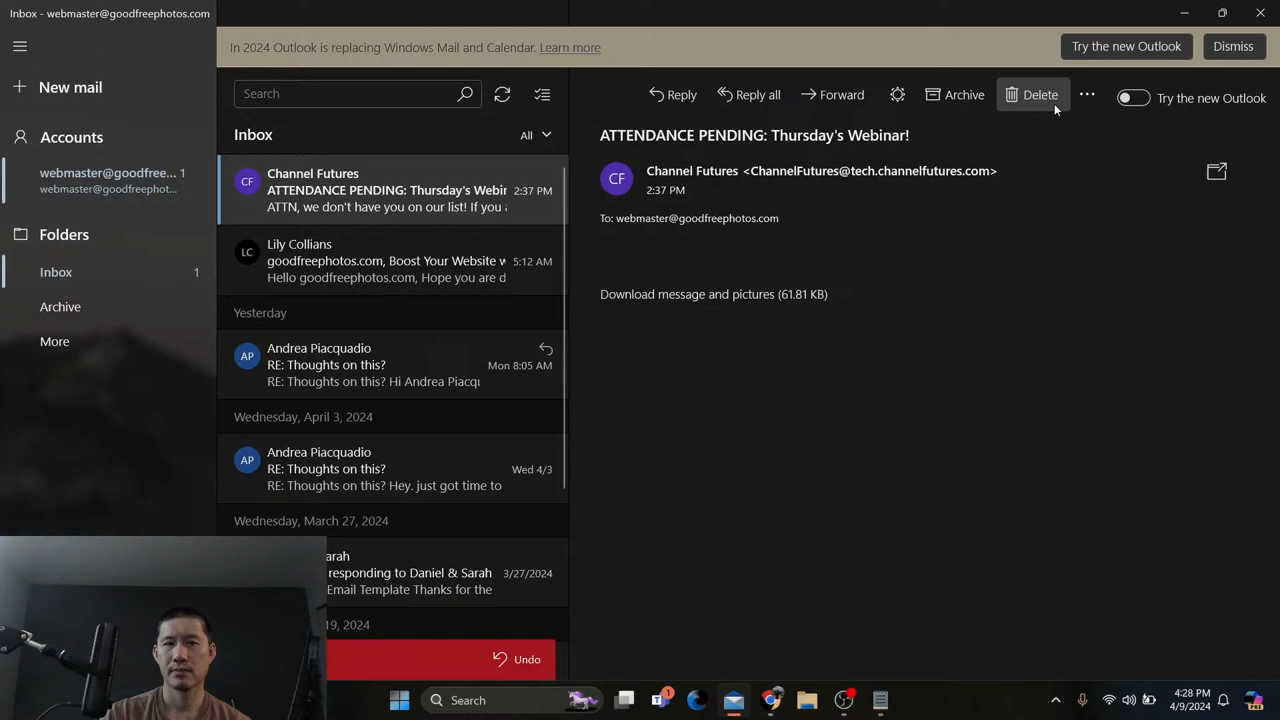 Inbox - webmaster@goodfreephotos.com
In 2024 Outlook is replacing Windows Mail and Calendar. Learn more
Try the new Outlook
Dismiss
New mail
Accounts
webmaster@goodfree... 1
webmaster@goodfreephot...
Folders
Inbox 1
Archive
More
Search
Inbox
All
CF
Channel Futures
ATTENDANCE PENDING: Thursday's Webir 2:37 PM
ATTN, we don't have you on our list! If you a
LC
Lily Collians
goodfreephotos.com, Boost Your Website w 5:12 AM
Hello goodfreephotos.com, Hope you are d
Yesterday
AP
Andrea Piacquadio
RE: Thoughts on this? Mon 8:05 AM
RE: Thoughts on this? Hi Andrea Piacqu
Wednesday, April 3, 2024
AP
Andrea Piacquadio
RE: Thoughts on this? Wed 4/3
RE: Thoughts on this? Hey. just got time to
Wednesday, March 27, 2024
arah
responding to Daniel & Sarah 3/27/2024
Email Template Thanks for the
19, 2024
Undo
Reply
Reply all
Forward
Archive
Delete
Try the new Outlook
ATTENDANCE PENDING: Thursday's Webinar!
CF
Channel Futures <ChannelFutures@tech.channelfutures.com>
2:37 PM
To: webmaster@goodfreephotos.com
Download message and pictures (61.81 KB)
Search
1
4:28 PM
4/9/2024